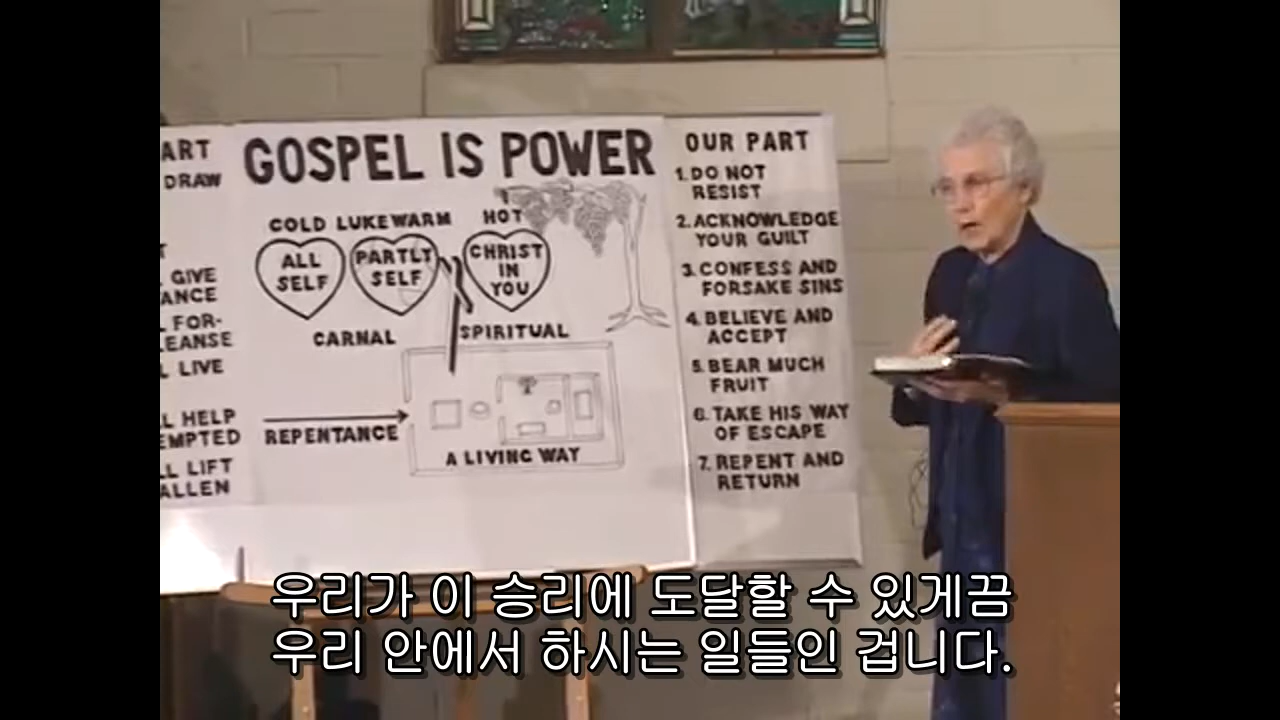 ART
DRAW
GIVE
ANCE
FOR-
EANSE
LIVE
HELP
EMPTED
LIFT
ALLEN
GOSPEL IS POWER
COLD LUKEWARM HOT
ALL
SELF
PARTLY
SELF
CHRIST
IN
YOU
CARNAL
SPIRITUAL
REPENTANCE
A LIVING WAY
OUR PART
1. DO NOT
RESIST
2. ACKNOWLEDGE
YOUR GUILT
3. CONFESS AND
FORSAKE SINS
4. BELIEVE AND
ACCEPT
5. BEAR MUCH
FRUIT
6. TAKE HIS WAY
OF ESCAPE
7. REPENT AND
RETURN
우리가 이 승리에 도달할 수 있게끔
우리 안에서 하시는 일들인 겁니다.